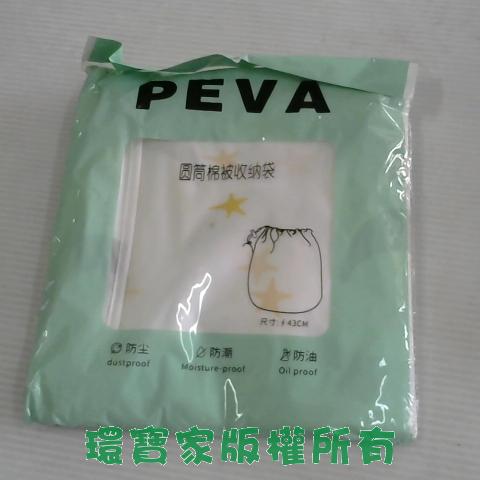 PEVA
圆筒棉被收纳袋
尺寸:∮43CM
防尘 防潮 防油
dustproof Moisture-proof Oil proof
環寶家版權所有